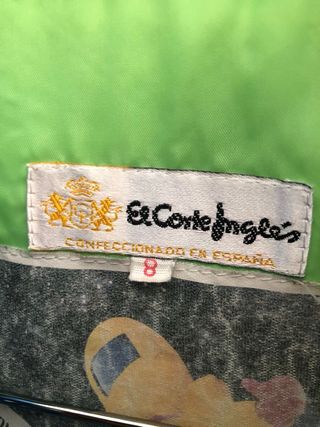 El Corte Inglés
CONFECCIONADO EN ESPAÑA
8